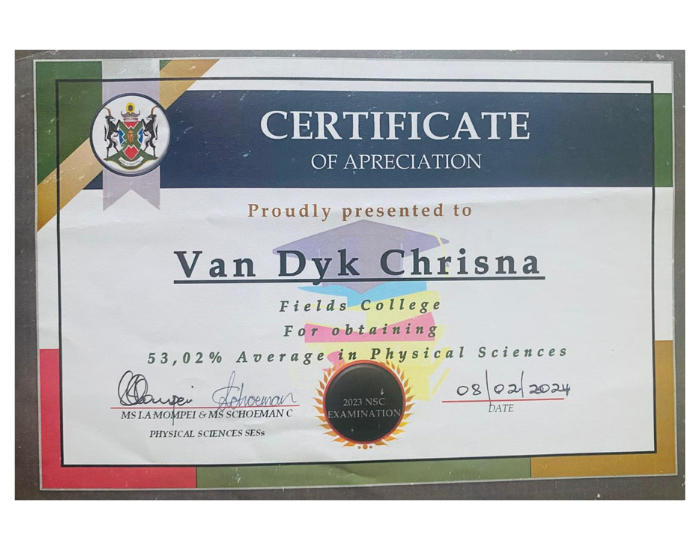 CERTIFICATE
OF APRECIATION
Proudly presented to
Van Dyk Chrisna
Fields College
For obtaining
53,02% Average in Physical Sciences
Schoeman
MS I.A MOMPEI & MS SCHOEMAN C
PHYSICAL SCIENCES SESs
2023 NSC
EXAMINATION
08/02/2024
DATE